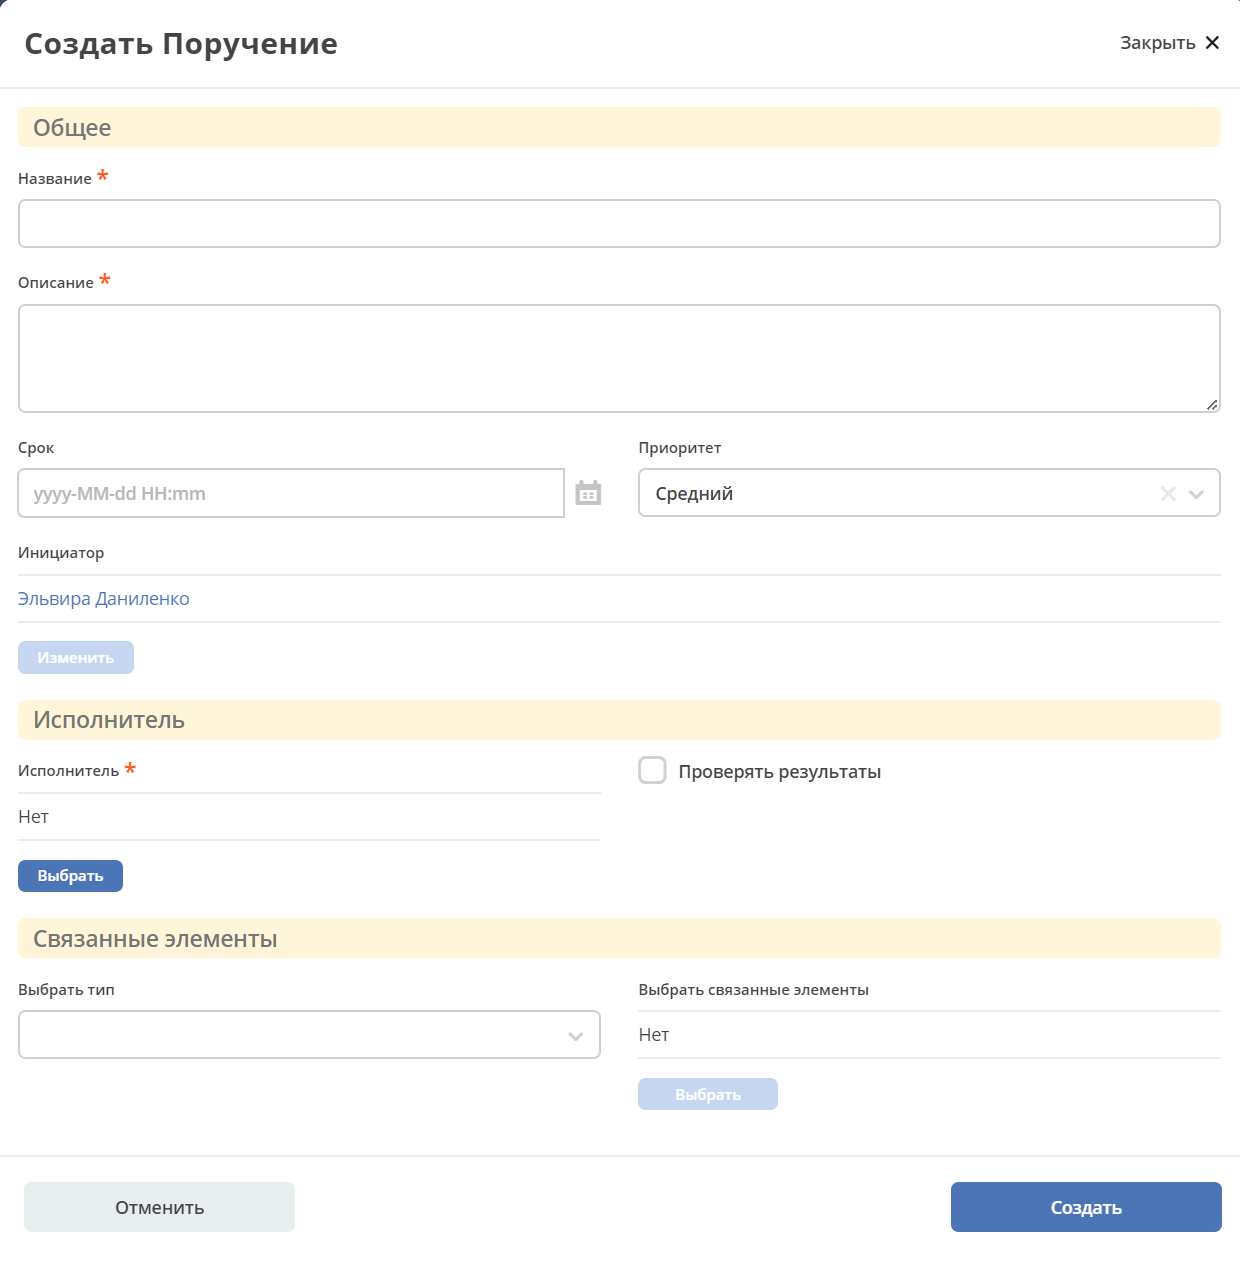 Создать Поручение
Закрыть
Общее
Название *
Описание *
Срок
Приоритет
yyyy-MM-dd HH:mm
Средний
Инициатор
Эльвира Даниленко
Изменить
Исполнитель
Исполнитель *
Проверять результаты
Нет
Выбрать
Связанные элементы
Выбрать тип
Выбрать связанные элементы
Нет
Выбрать
Отменить
Создать